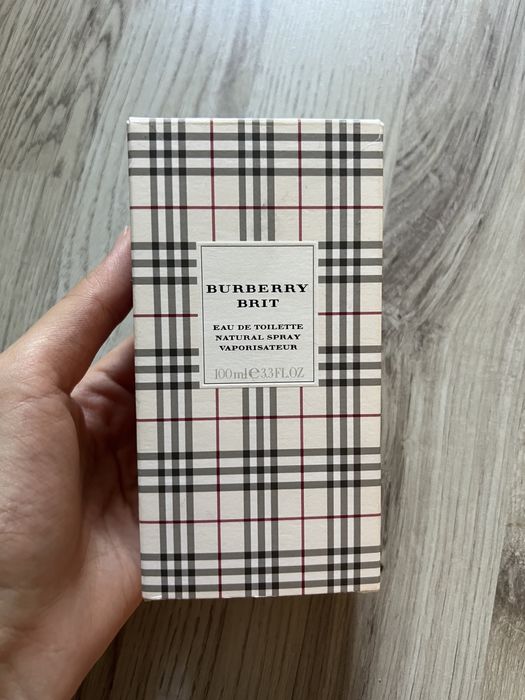 BURBERRY
BRIT
EAU DE TOILETTE
NATURAL SPRAY
VAPORISATEUR
100ml e 3.3 FL.OZ